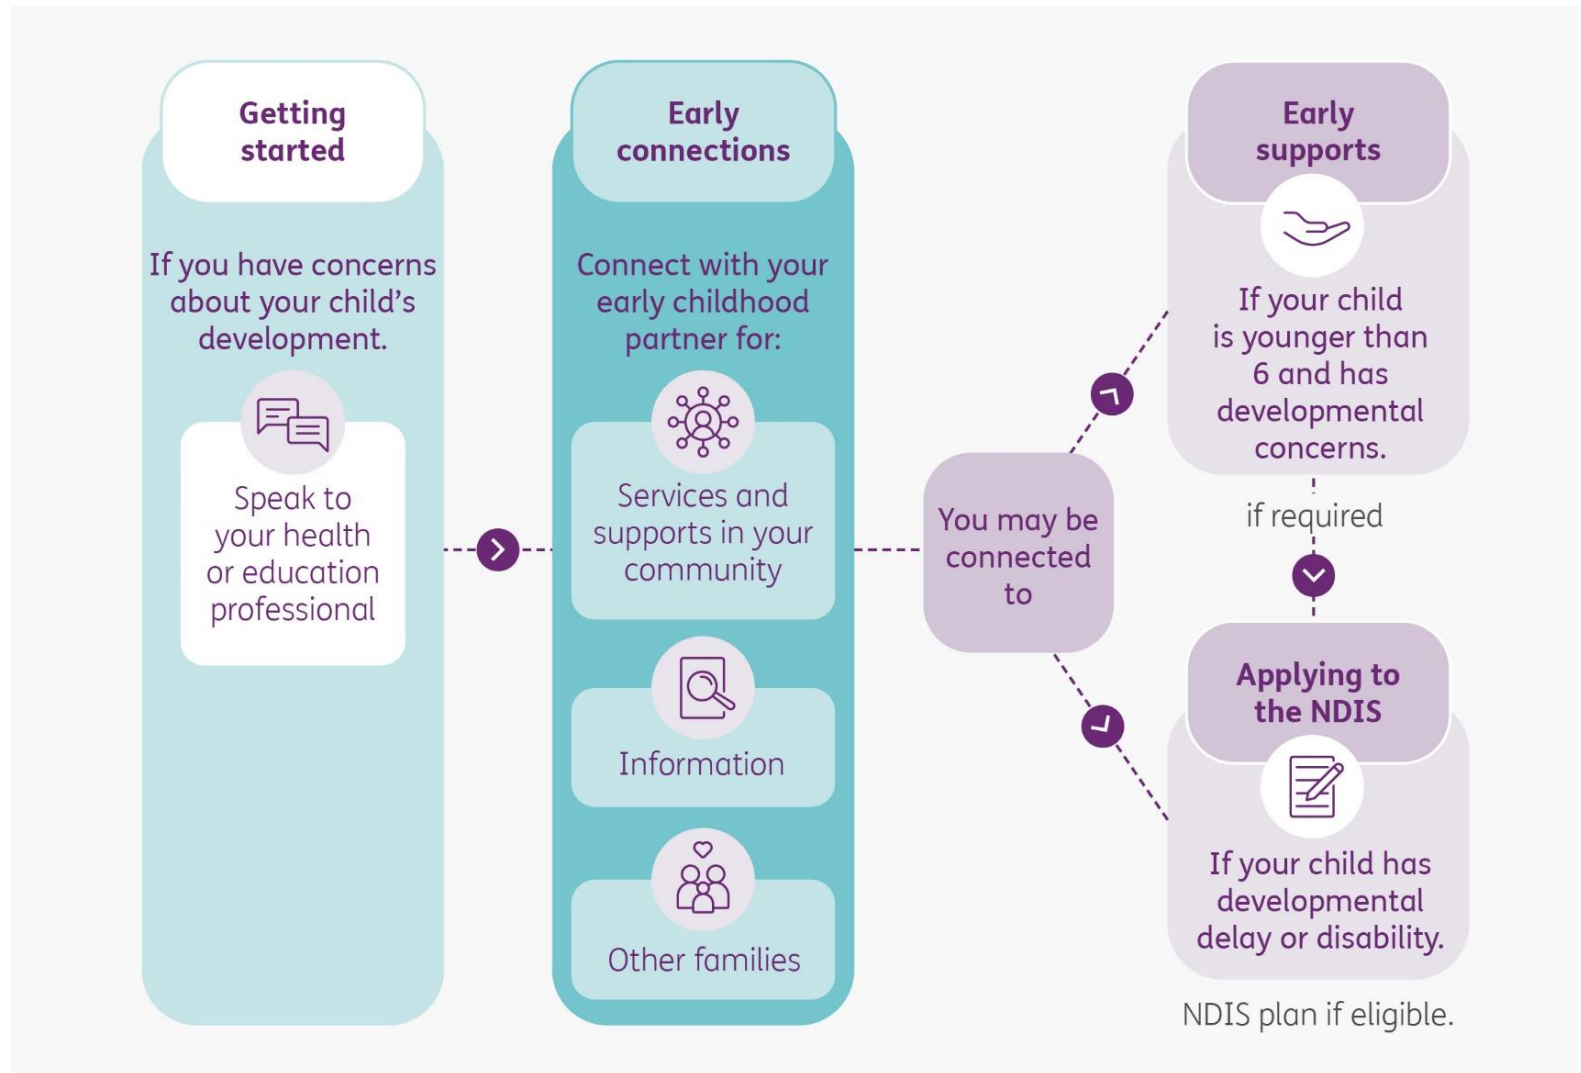 Getting
started
If you have concerns
about your child's
development.
Speak to
your health
or education
professional
Early
connections
Connect with your
early childhood
partner for:
Services and
supports in your
community
Information
Other families
You may be
connected
to
Early
supports
If your child
is younger than
6 and has
developmental
concerns.
if required
Applying to
the NDIS
If your child has
developmental
delay or disability.
NDIS plan if eligible.